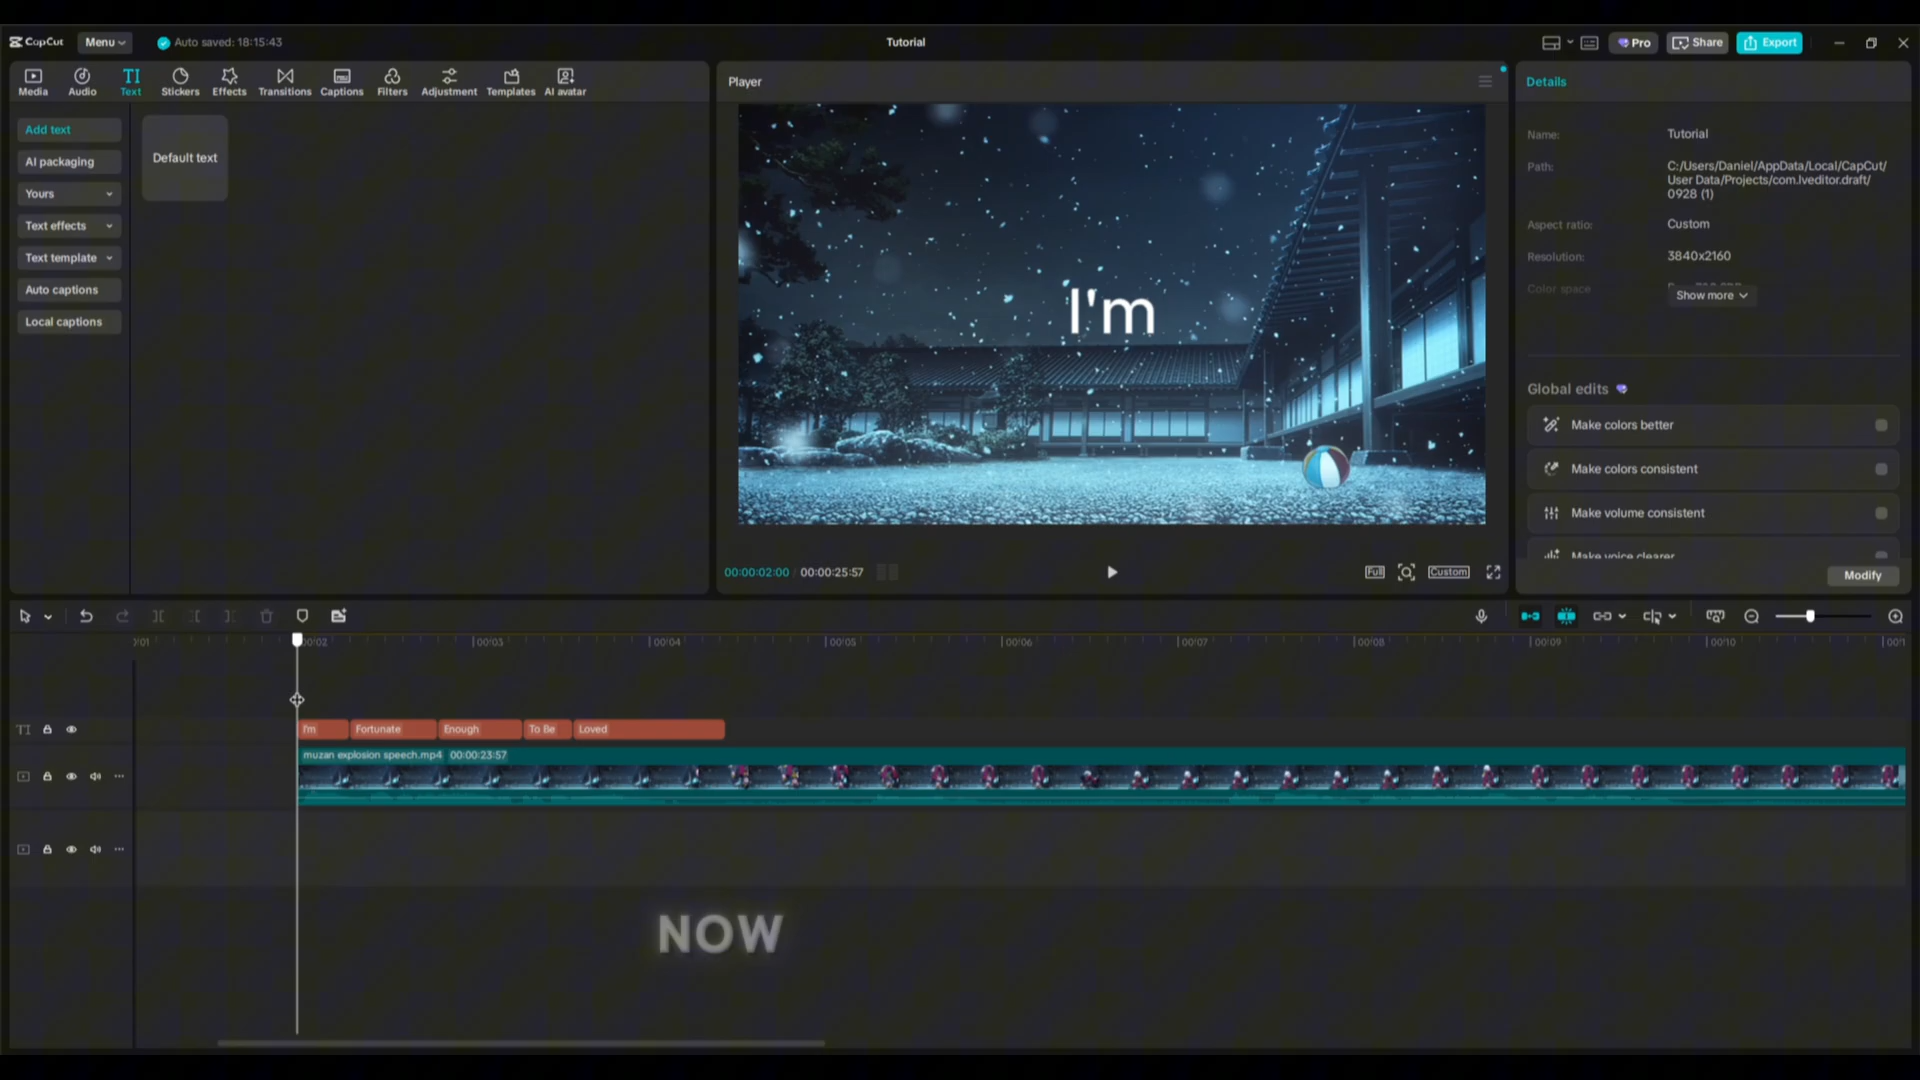 CapCut
Menu
Auto saved: 18:15:43
Tutorial
Pro
Share
Export
Media
Audio
TI
Text
Stickers
Effects
Transitions
Captions
Filters
Adjustment
Templates
AI avatar
Add text
AI packaging
Yours
Text effects
Text template
Auto captions
Local captions
Default text
Player
I'm
00:00:02:00
00:00:25:57
Full
Custom
Details
Name:
Tutorial
Path:
C:/Users/Daniel/AppData/Local/CapCut/
User Data/Projects/com.lveditor.draft/
0928 (1)
Aspect ratio:
Custom
Resolution:
3840x2160
Color space
Show more
Global edits
Make colors better
Make colors consistent
Make volume consistent
Make voice clearer
Modify
00:02
00:03
00:04
00:05
00:06
00:07
00:08
00:09
00:10
TI
I'm
Fortunate
Enough
To Be
Loved
muzan explosion speech.mp4 00:00:23:57
NOW